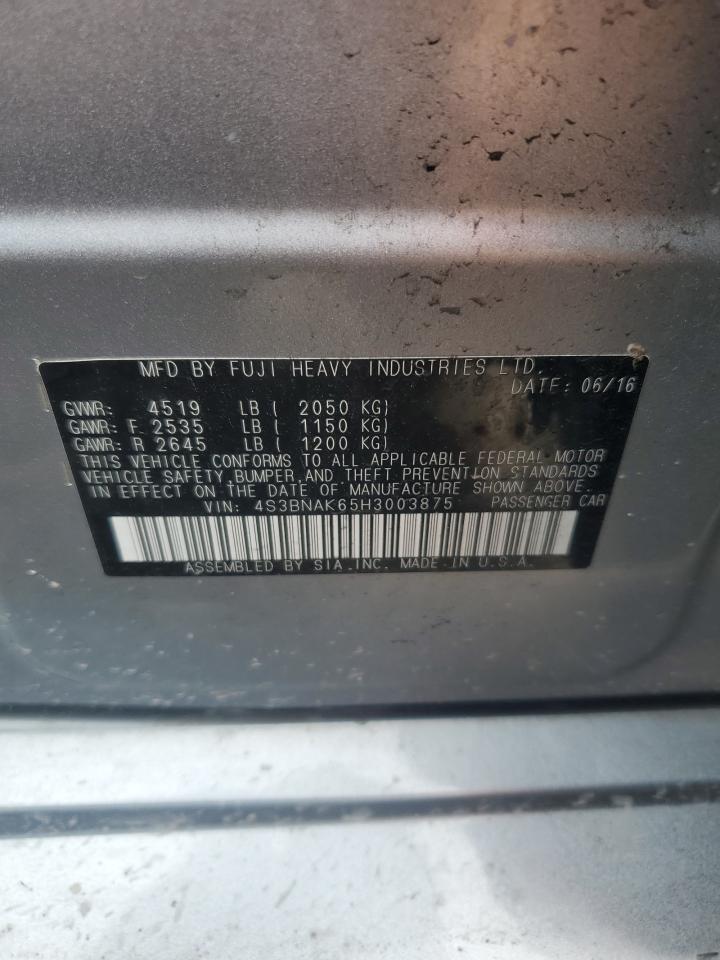 MFD BY FUJI HEAVY INDUSTRIES LTD.
DATE: 06/16
GVWR: 4519 LB ( 2050 KG)
GAWR: F 2535 LB ( 1150 KG)
GAWR: R 2645 LB ( 1200 KG)
THIS VEHICLE CONFORMS TO ALL APPLICABLE FEDERAL MOTOR
VEHICLE SAFETY,BUMPER,AND THEFT PREVENTION STANDARDS
IN EFFECT ON THE DATE OF MANUFACTURE SHOWN ABOVE.
VIN: 4S3BNAK65H3003875 PASSENGER CAR
ASSEMBLED BY SIA.INC. MADE IN U.S.A.